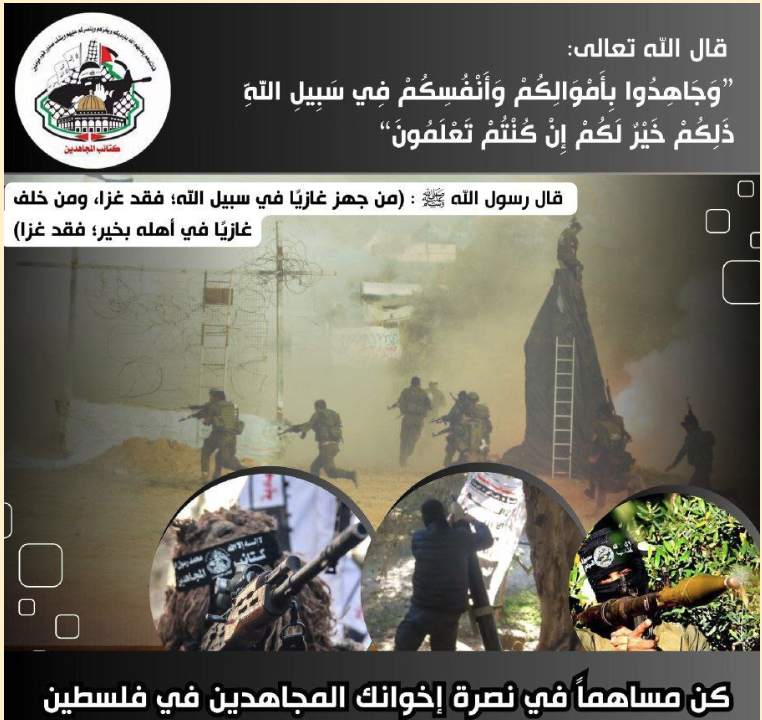 قال الله تعالى:
”وَجَاهِدُوا بِأَمْوَالِكُمْ وَأَنْفُسِكُمْ فِي سَبِيلِ اللّهِ
ذَلِكُمْ خَيْرٌ لَكُمْ إِنْ كُنْتُمْ تَعْلَمُونَ“
كتائب المجاهدين
قال رسول الله ﷺ : (من جهز غازيًا في سبيل الله؛ فقد غزا، ومن خلف
غازيًا في أهله بخير؛ فقد غزا)
كتائب
المجاهدين
كن مساهماً في نصرة إخوانك المجاهدين في فلسطين